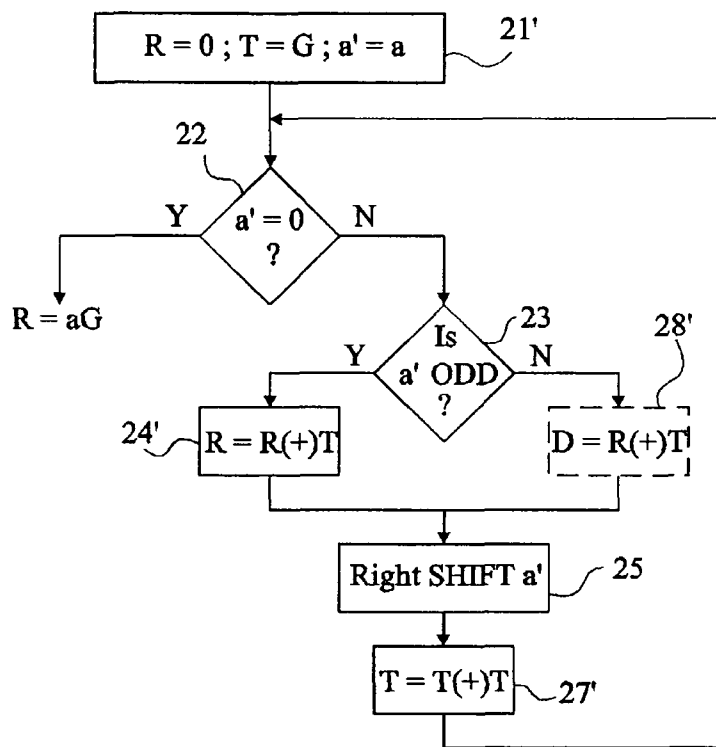 R = 0 ; T = G ; a' = a
21'
22
Y
a' = 0
?
N
R = aG
23
28'
Y
Is
a' ODD
?
N
24'
R = R(+)T
D = R(+)T
Right SHIFT a'
25
T = T(+)T
27'